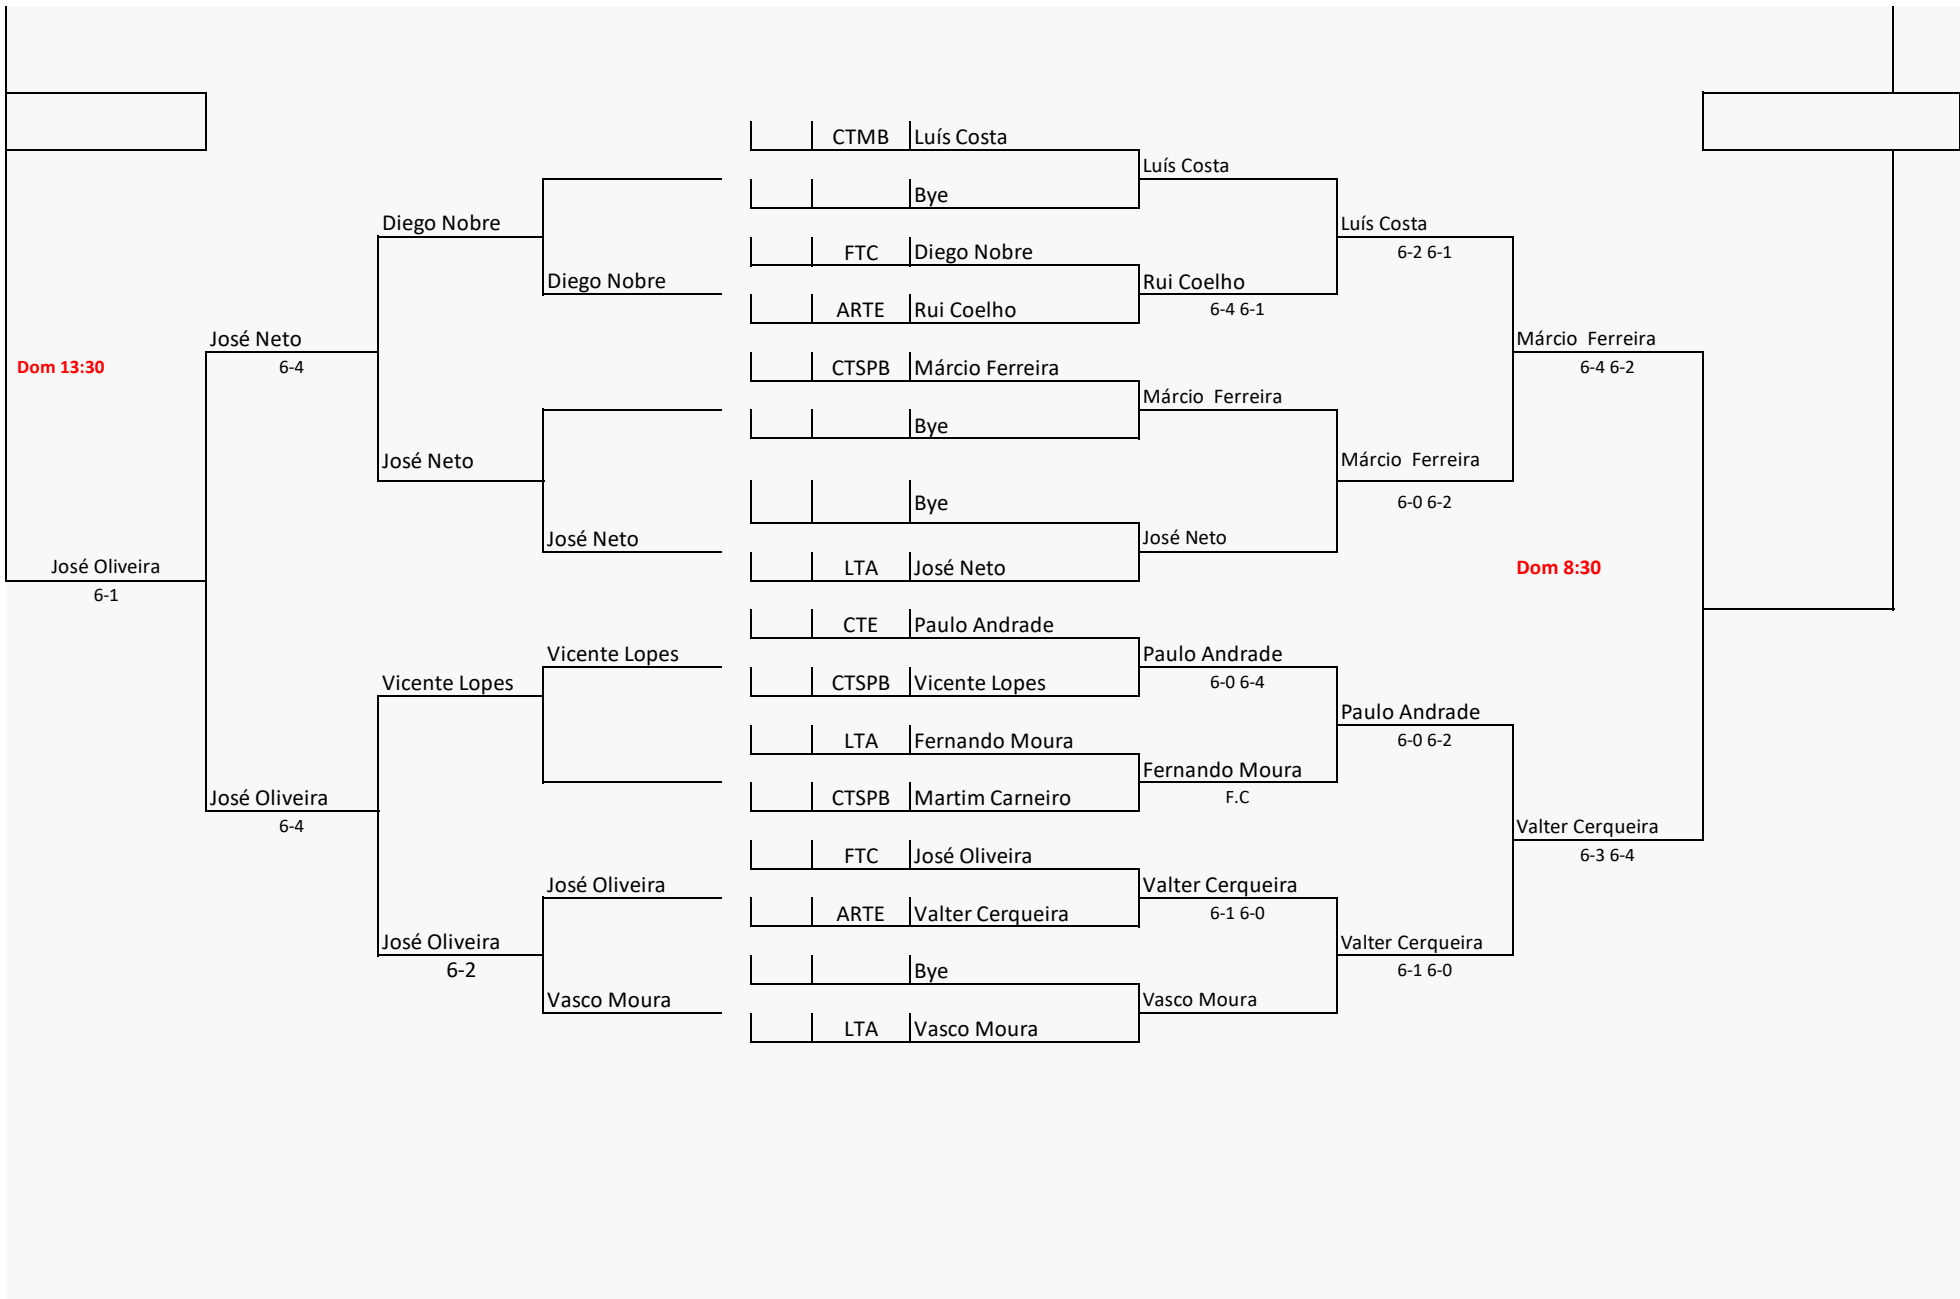 CTMB Luís Costa
Luís Costa
Bye
Diego Nobre
Luís Costa
FTC Diego Nobre
6-2 6-1
Diego Nobre
Rui Coelho
ARTE Rui Coelho
6-4 6-1
José Neto
Márcio  Ferreira
Dom 13:30
6-4
CTSPB Márcio Ferreira
6-4 6-2
Márcio  Ferreira
Bye
José Neto
Márcio  Ferreira
Bye
6-0 6-2
José Neto
José Neto
José Oliveira
LTA José Neto
Dom 8:30
6-1
CTE Paulo Andrade
Vicente Lopes
Paulo Andrade
Vicente Lopes
CTSPB Vicente Lopes
6-0 6-4
Paulo Andrade
LTA Fernando Moura
6-0 6-2
Fernando Moura
José Oliveira
CTSPB Martim Carneiro
F.C
6-4
Valter Cerqueira
FTC José Oliveira
6-3 6-4
José Oliveira
Valter Cerqueira
ARTE Valter Cerqueira
6-1 6-0
José Oliveira
Valter Cerqueira
6-2
Bye
6-1 6-0
Vasco Moura
Vasco Moura
LTA Vasco Moura